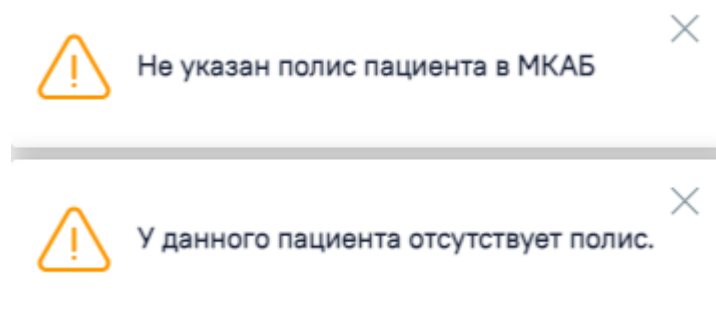 Не указан полис пациента в МКАБ
У данного пациента отсутствует полис.